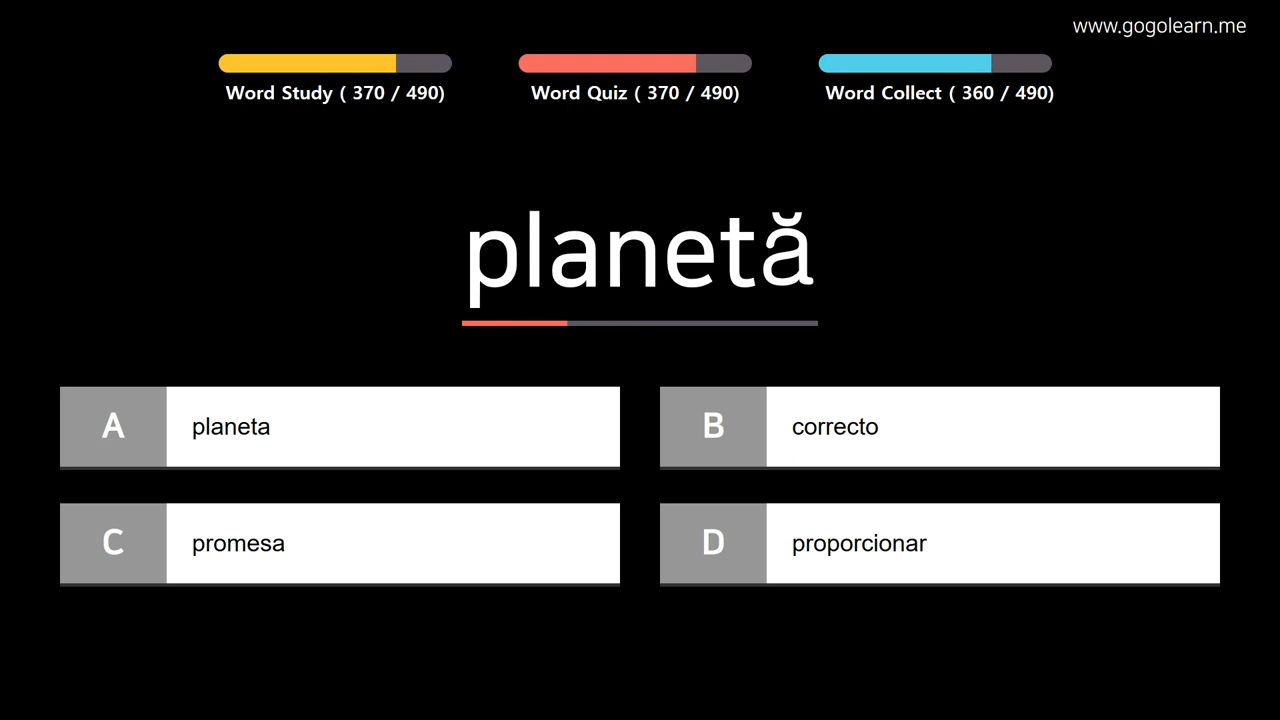 www.gogolearn.me
Word Study ( 370 / 490)
Word Quiz ( 370 / 490)
Word Collect ( 360 / 490)
planetă
A planeta
B correcto
C promesa
D proporcionar